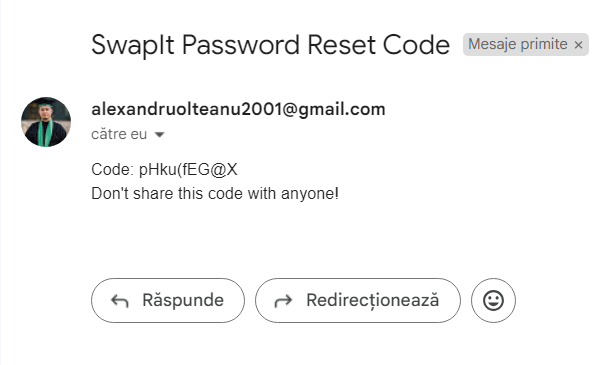 SwapIt Password Reset Code
Mesaje primite ×
alexandruolteanu2001@gmail.com
către eu
Code: pHku(fEG@X
Don't share this code with anyone!
Răspunde
Redirecționează